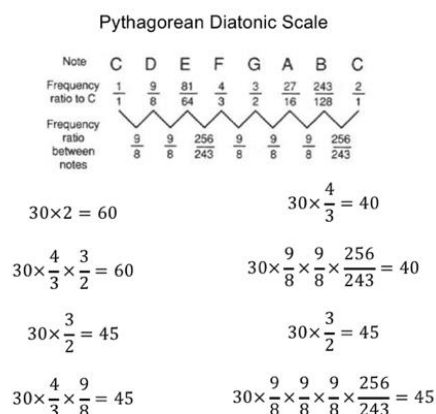 Pythagorean Diatonic Scale
Note C D E F G A B C
Frequency ratio to C 1/1 9/8 81/64 4/3 3/2 27/16 243/128 2/1
Frequency ratio between notes 9/8 9/8 256/243 9/8 9/8 9/8 256/243
30×2 = 60
30×4/3 = 40
30×4/3×3/2 = 60
30×9/8×9/8×256/243 = 40
30×3/2 = 45
30×3/2 = 45
30×4/3×9/8 = 45
30×9/8×9/8×9/8×256/243 = 45